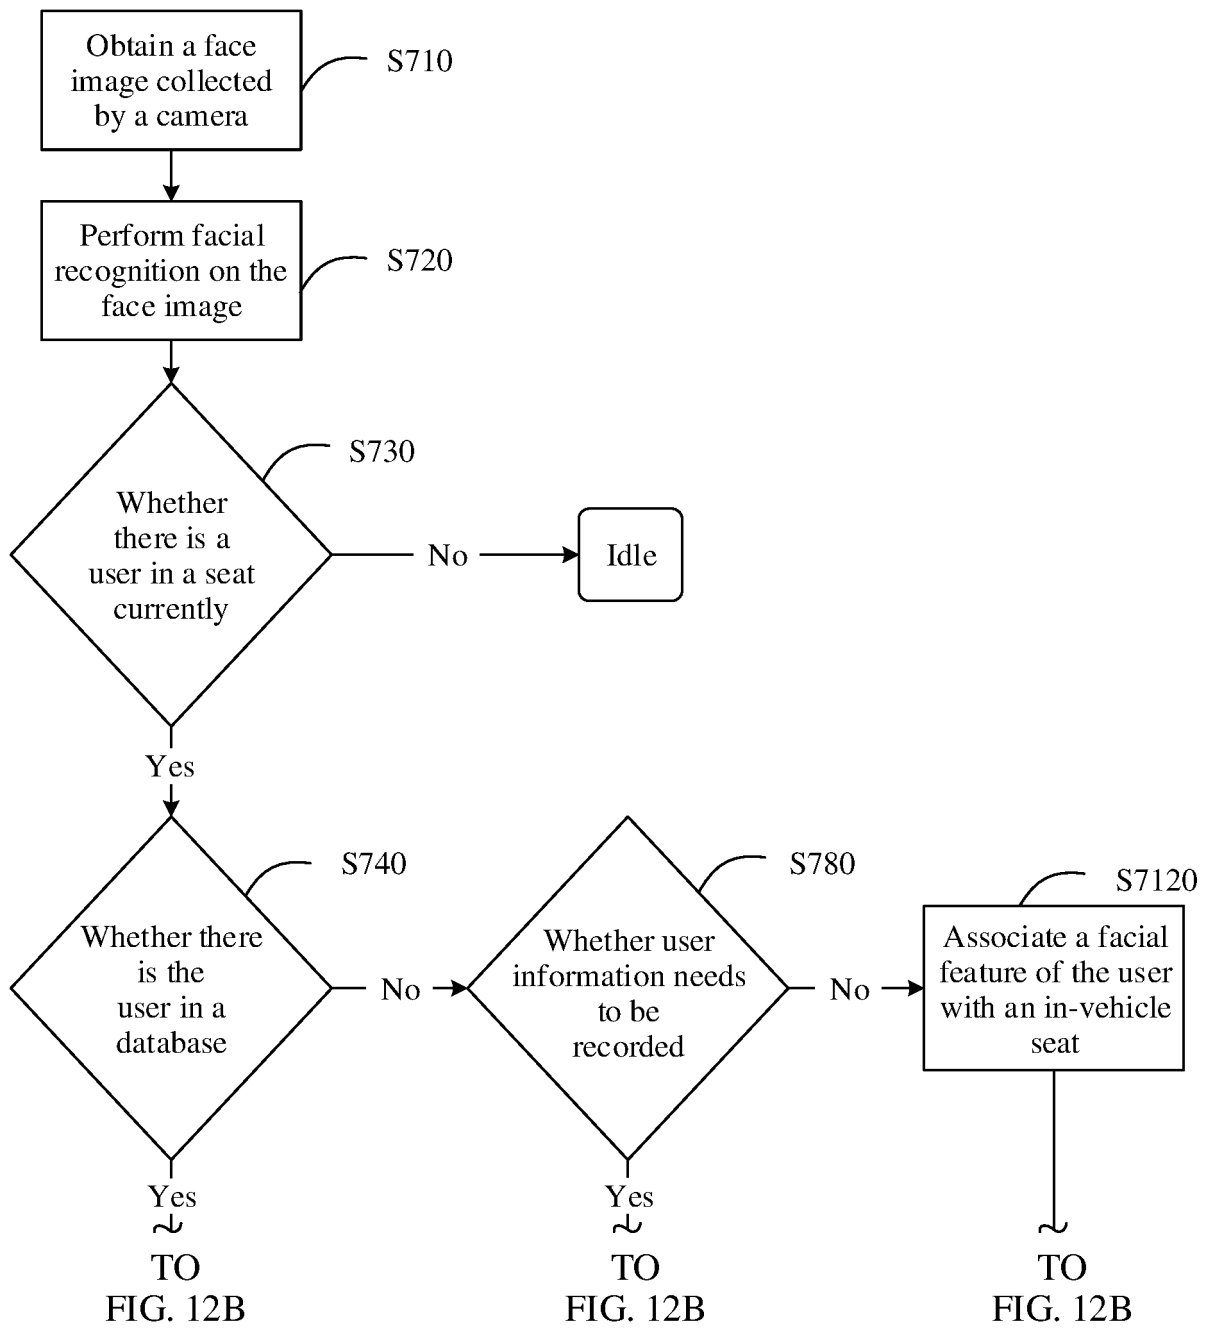 Obtain a face
image collected
by a camera
S710
Perform facial
recognition on the
face image
S720
S730
Whether
there is a
user in a seat
currently
No
Idle
Yes
S740
Whether there
is the
user in a
database
No
S780
Whether user
information needs
to be
recorded
No
S7120
Associate a facial
feature of the user
with an in-vehicle
seat
Yes
TO
FIG. 12B
Yes
TO
FIG. 12B
TO
FIG. 12B